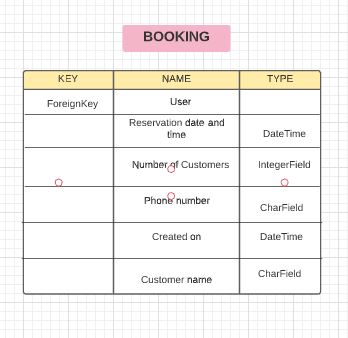 BOOKING
KEY NAME TYPE
ForeignKey User
Reservation date and
time DateTime
Number of Customers IntegerField
Phone number CharField
Created on DateTime
Customer name CharField